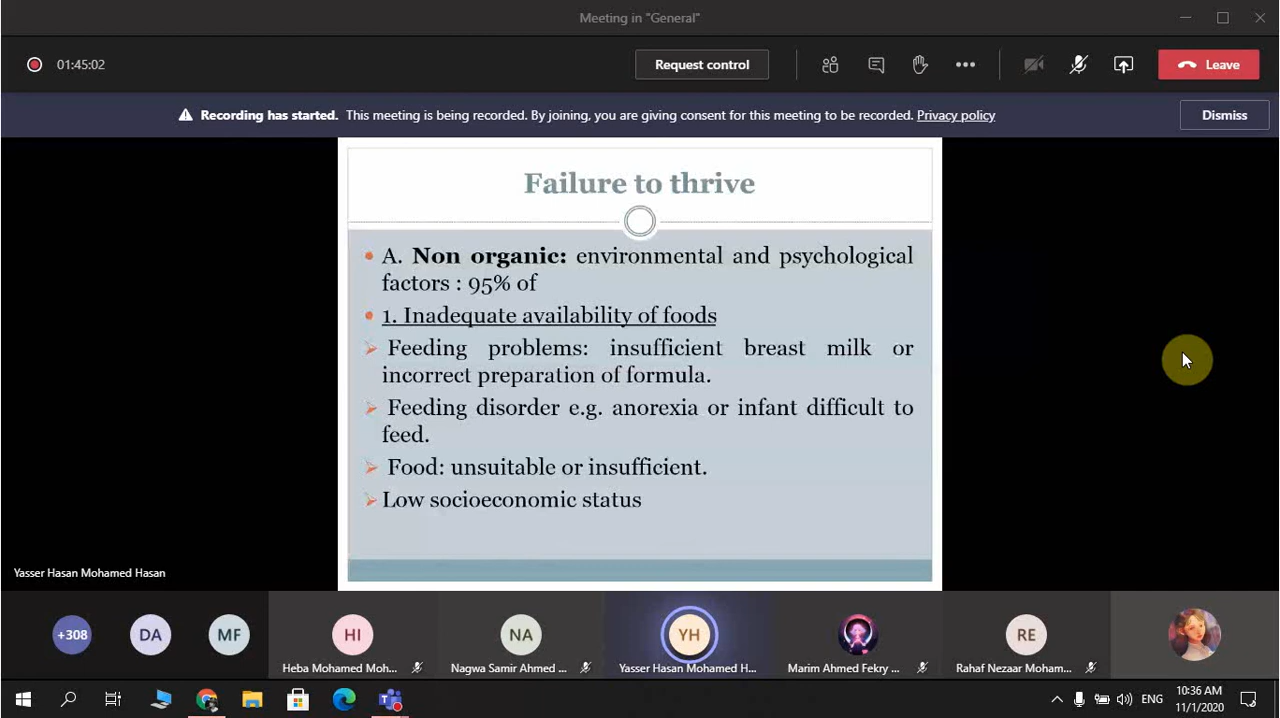 Meeting in "General"
01:45:02
Request control
Leave
Recording has started. This meeting is being recorded. By joining, you are giving consent for this meeting to be recorded. Privacy policy
Dismiss
Failure to thrive
A. Non organic: environmental and psychological
factors : 95% of
1. Inadequate availability of foods
Feeding problems: insufficient breast milk or
incorrect preparation of formula.
Feeding disorder e.g. anorexia or infant difficult to
feed.
Food: unsuitable or insufficient.
Low socioeconomic status
Yasser Hasan Mohamed Hasan
+308
DA
MF
HI
NA
YH
RE
Heba Mohamed Moh...
Nagwa Samir Ahmed ...
Yasser Hasan Mohamed H...
Marim Ahmed Fekry ...
Rahaf Nezaar Moham...
ENG
10:36 AM
11/1/2020